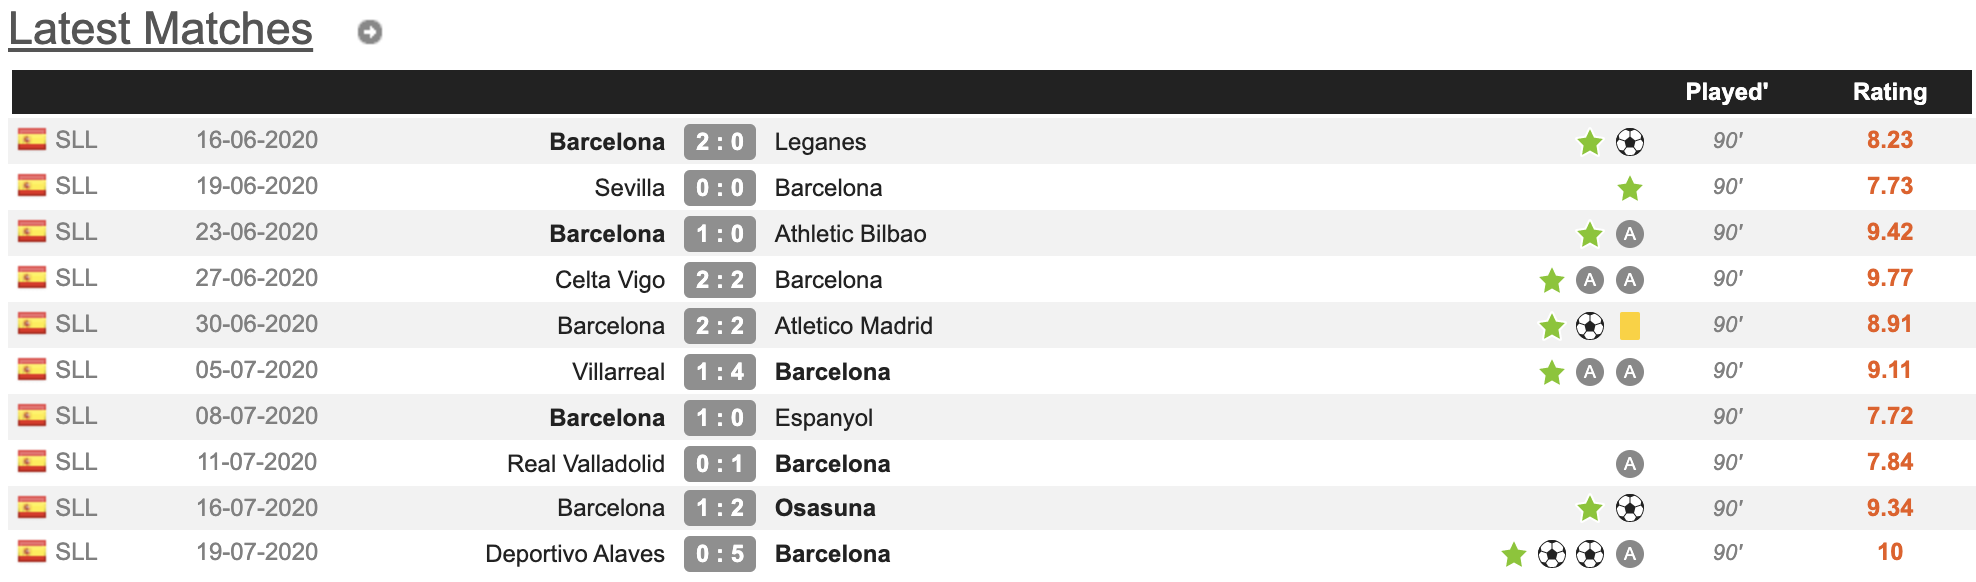 Latest Matches
Played' Rating
SLL 16-06-2020 Barcelona 2 : 0 Leganes 90' 8.23
SLL 19-06-2020 Sevilla 0 : 0 Barcelona 90' 7.73
SLL 23-06-2020 Barcelona 1 : 0 Athletic Bilbao A 90' 9.42
SLL 27-06-2020 Celta Vigo 2 : 2 Barcelona A A 90' 9.77
SLL 30-06-2020 Barcelona 2 : 2 Atletico Madrid 90' 8.91
SLL 05-07-2020 Villarreal 1 : 4 Barcelona A A 90' 9.11
SLL 08-07-2020 Barcelona 1 : 0 Espanyol 90' 7.72
SLL 11-07-2020 Real Valladolid 0 : 1 Barcelona A 90' 7.84
SLL 16-07-2020 Barcelona 1 : 2 Osasuna 90' 9.34
SLL 19-07-2020 Deportivo Alaves 0 : 5 Barcelona A 90' 10